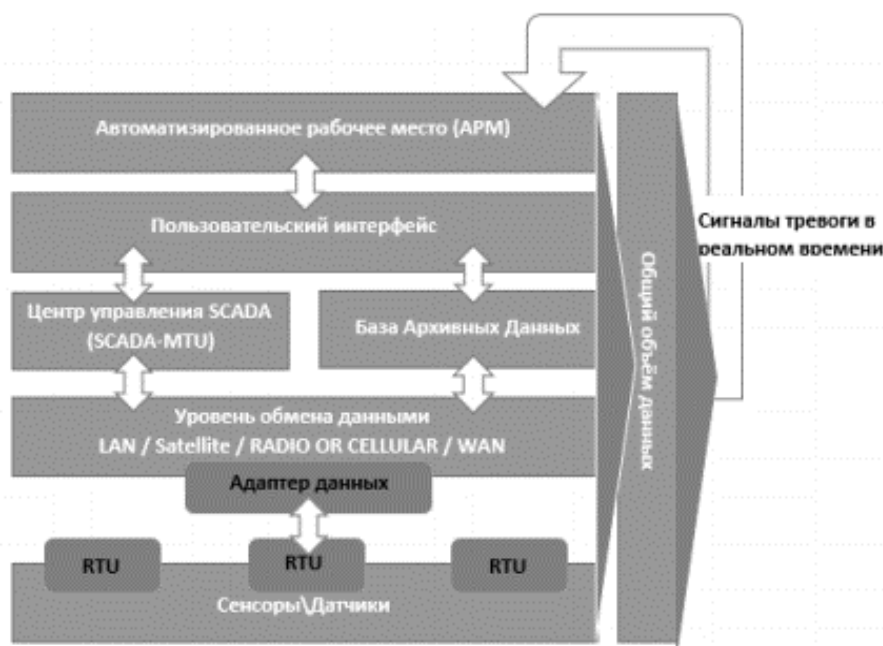 Автоматизированное рабочее место (АРМ)
Пользовательский интерфейс
Центр управления SCADA
(SCADA-MTU)
База Архивных Данных
Уровень обмена данными
LAN / Satellite / RADIO OR CELLULAR / WAN
Адаптер данных
RTU
RTU
RTU
Сенсоры\Датчики
Общий объём данных
Сигналы тревоги в
реальном времени